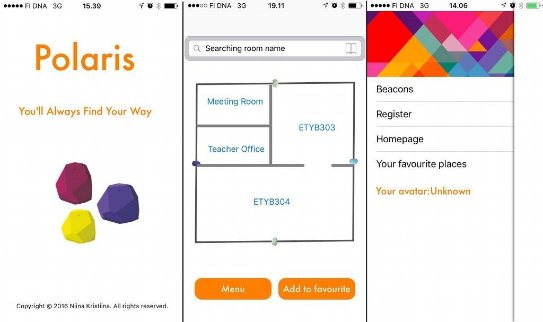 FI DNA 3G 15.39
Polaris
You'll Always Find Your Way
Copyright © 2016 Niina Kristiina. All rights reserved.
FI DNA 3G 19.11
Searching room name
Meeting Room
ETYB303
Teacher Office
ETYB304
Menu
Add to favourite
FI DNA 3G 14.06
Beacons
Register
Homepage
Your favourite places
Your avatar:Unknown